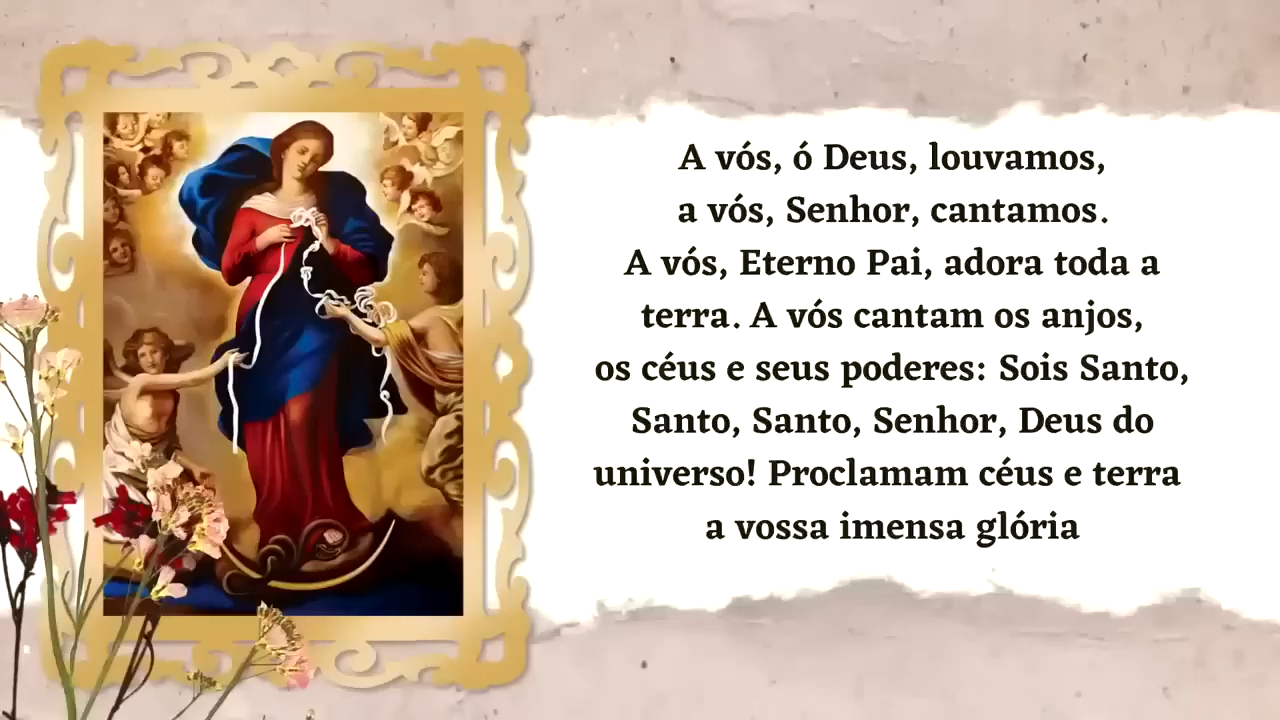 A vós, ó Deus, louvamos,
a vós, Senhor, cantamos.
A vós, Eterno Pai, adora toda a
terra. A vós cantam os anjos,
os céus e seus poderes: Sois Santo,
Santo, Santo, Senhor, Deus do
universo! Proclamam céus e terra
a vossa imensa glória